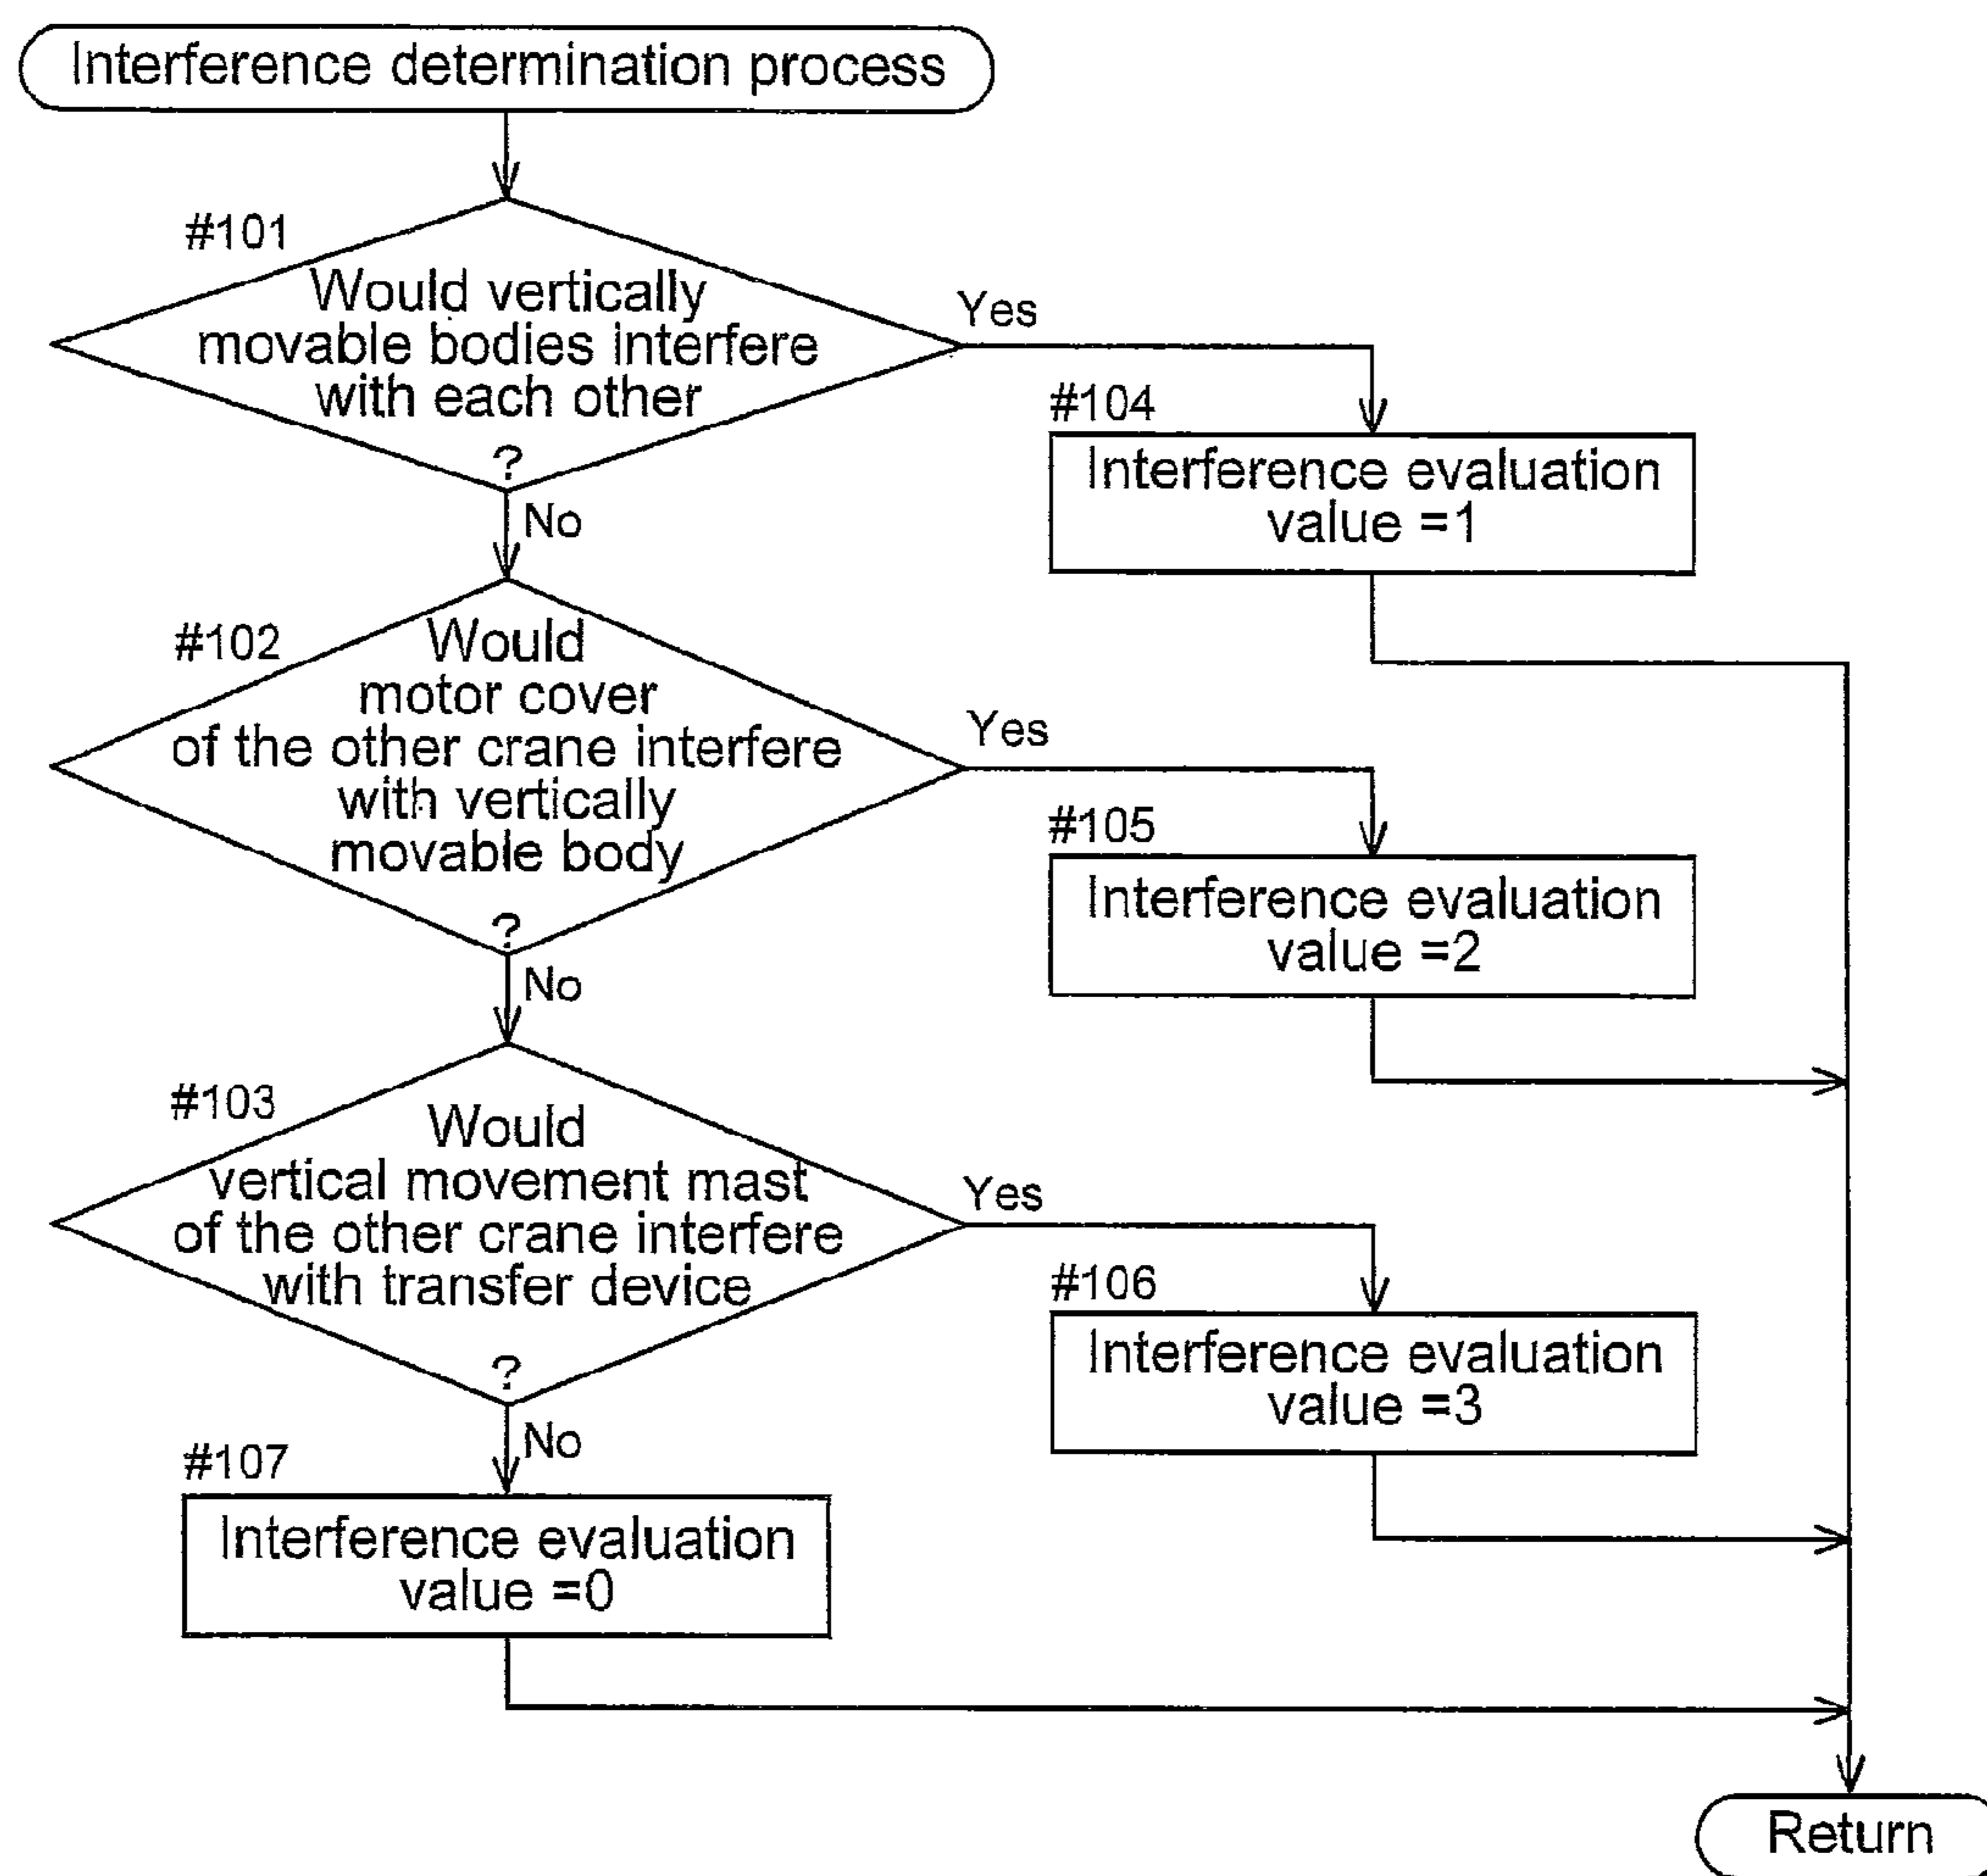 Interference determination process
#101
Would vertically
movable bodies interfere
with each other
?
Yes
No
#104
Interference evaluation
value =1
#102
Would
motor cover
of the other crane interfere
with vertically
movable body
?
Yes
No
#105
Interference evaluation
value =2
#103
Would
vertical movement mast
of the other crane interfere
with transfer device
?
Yes
No
#106
Interference evaluation
value =3
#107
Interference evaluation
value =0
Return